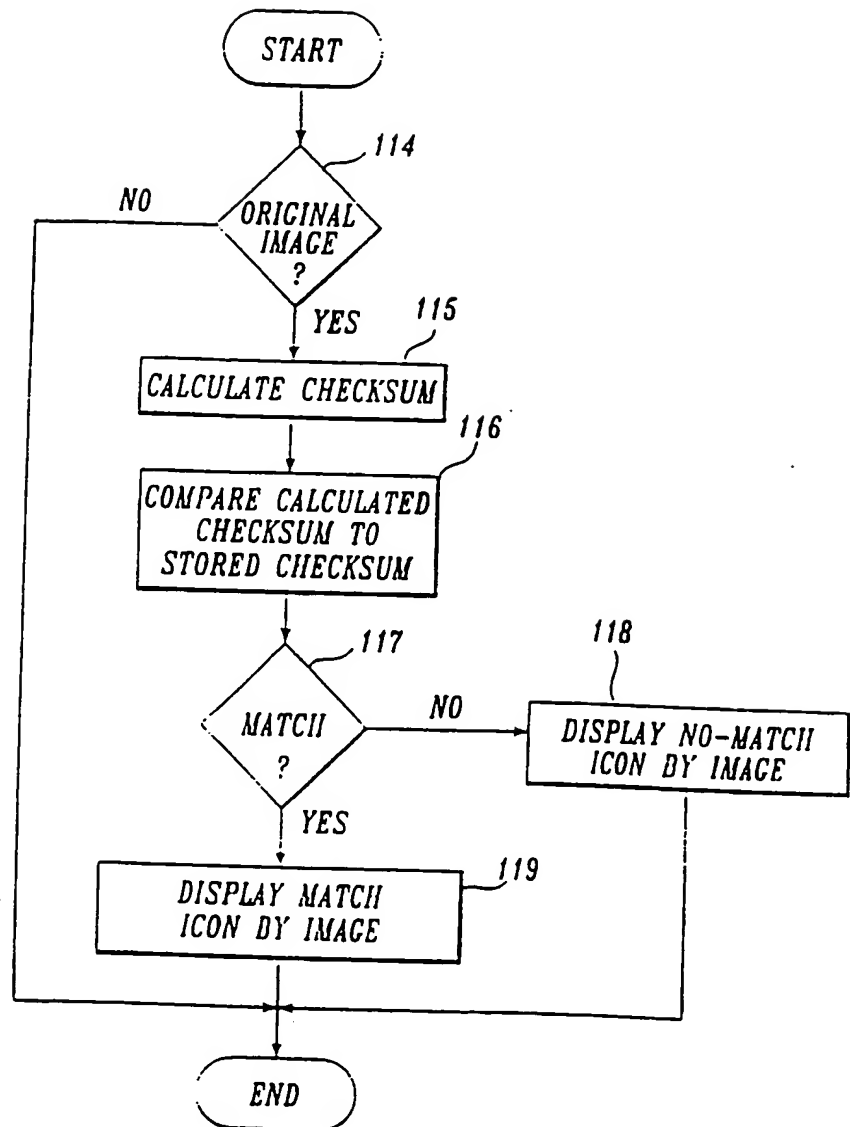 START
114
NO
ORIGINAL
IMAGE
?
YES
115
CALCULATE CHECKSUM
116
COMPARE CALCULATED
CHECKSUM TO
STORED CHECKSUM
117
MATCH
?
NO
118
DISPLAY NO-MATCH
ICON BY IMAGE
YES
119
DISPLAY MATCH
ICON BY IMAGE
END